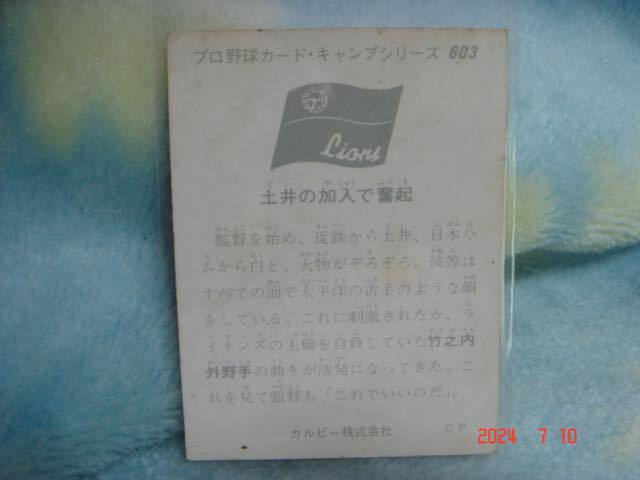 プロ野球カード・キャンプシリーズ 603
Lions
土井の加入で奮起
監督を始め、近鉄から土井、日本ハ
ムから白と、大物がぞろぞろ。彼等は
すべての面で太平洋の古手のような顔
をしている。これに刺激されたか、ラ
イオンズの主砲を自負していた竹之内
外野手の動きが活発になってきた。こ
れを見て監督も「これでいいのだ」。
カルビー株式会社 C P
2024 7 10